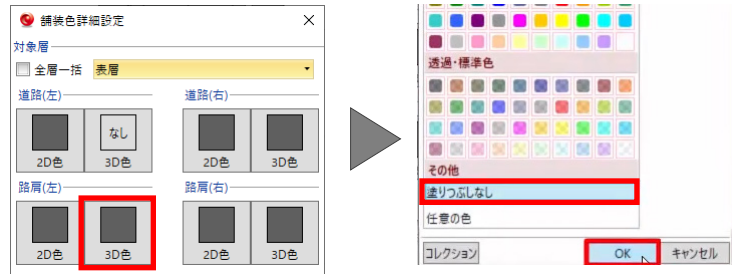 舗装色詳細設定
対象層
全層一括 表層
道路(左) 道路(右)
なし
2D色 3D色 2D色 3D色
路肩(左) 路肩(右)
2D色 3D色 2D色 3D色
透過・標準色
その他
塗りつぶしなし
任意の色
コレクション OK キャンセル